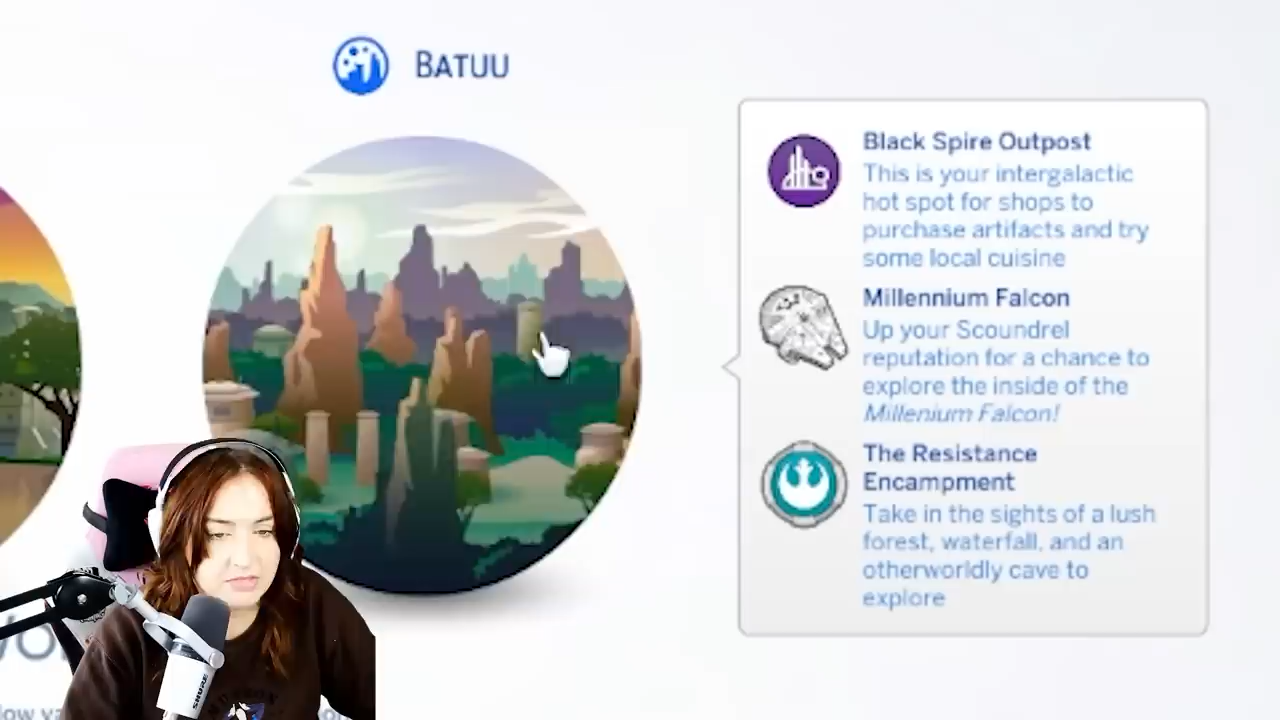 BATUU
Black Spire Outpost
This is your intergalactic
hot spot for shops to
purchase artifacts and try
some local cuisine
Millennium Falcon
Up your Scoundrel
reputation for a chance to
explore the inside of the
Millenium Falcon!
The Resistance
Encampment
Take in the sights of a lush
forest, waterfall, and an
otherworldly cave to
explore
SHURE